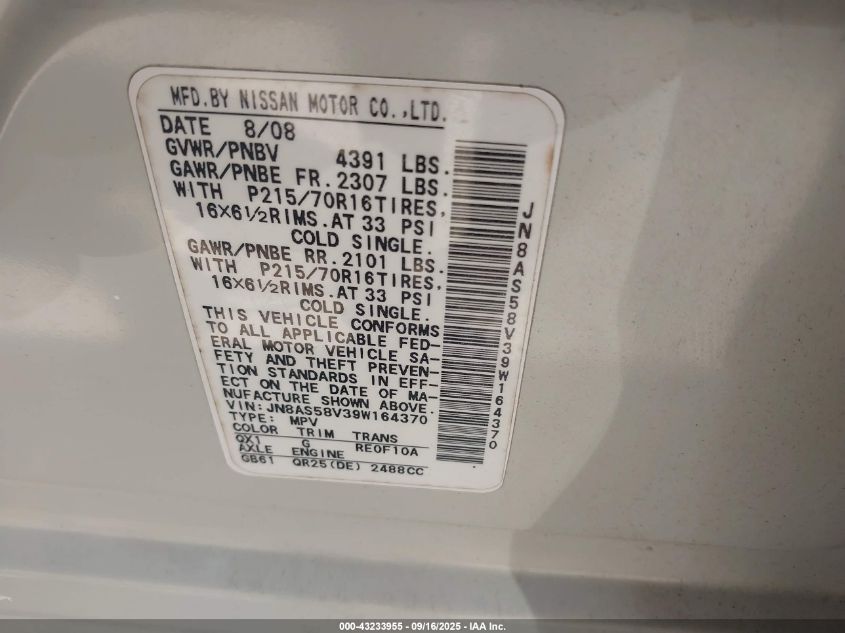 MFD.BY NISSAN MOTOR CO.,LTD.
DATE 8/08
GVWR/PNBV 4391 LBS.
GAWR/PNBE FR.2307 LBS.
WITH P215/70R16TIRES,
16X6½RIMS.AT 33 PSI
COLD SINGLE.
GAWR/PNBE RR.2101 LBS.
WITH P215/70R16TIRES,
16X6½RIMS.AT 33 PSI
COLD SINGLE.
THIS VEHICLE CONFORMS
TO ALL APPLICABLE FED-
ERAL MOTOR VEHICLE SA-
FETY AND THEFT PREVEN-
TION STANDARDS IN EFF-
ECT ON THE DATE OF MA-
NUFACTURE SHOWN ABOVE.
VIN:JN8AS58V39W164370
TYPE: MPV
COLOR TRIM TRANS
QX1 G RE0F10A
AXLE ENGINE
GB61 QR25(DE) 2488CC
JN8AS58V39W164370
000-43233955 - 09/16/2025 - IAA Inc.